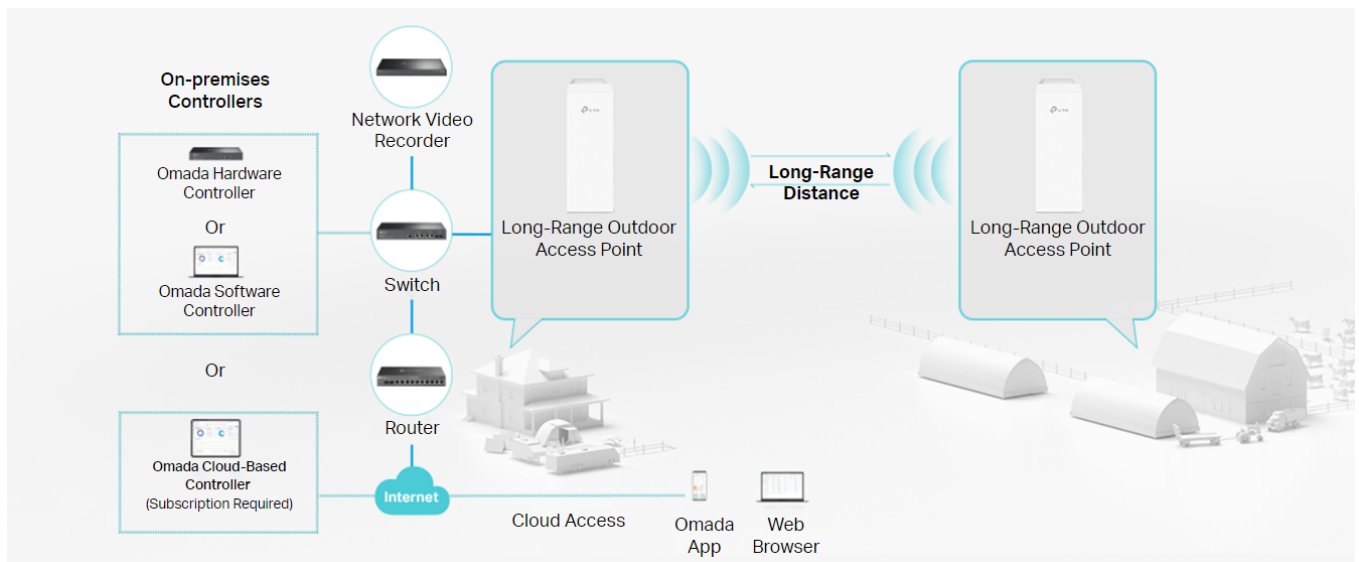 On-premises
Controllers
Omada Hardware
Controller
Or
Omada Software
Controller
Or
Omada Cloud-Based
Controller
(Subscription Required)
Network Video
Recorder
Switch
Router
Internet
Cloud Access
Omada
App
Web
Browser
Long-Range Outdoor
Access Point
Long-Range
Distance
Long-Range Outdoor
Access Point